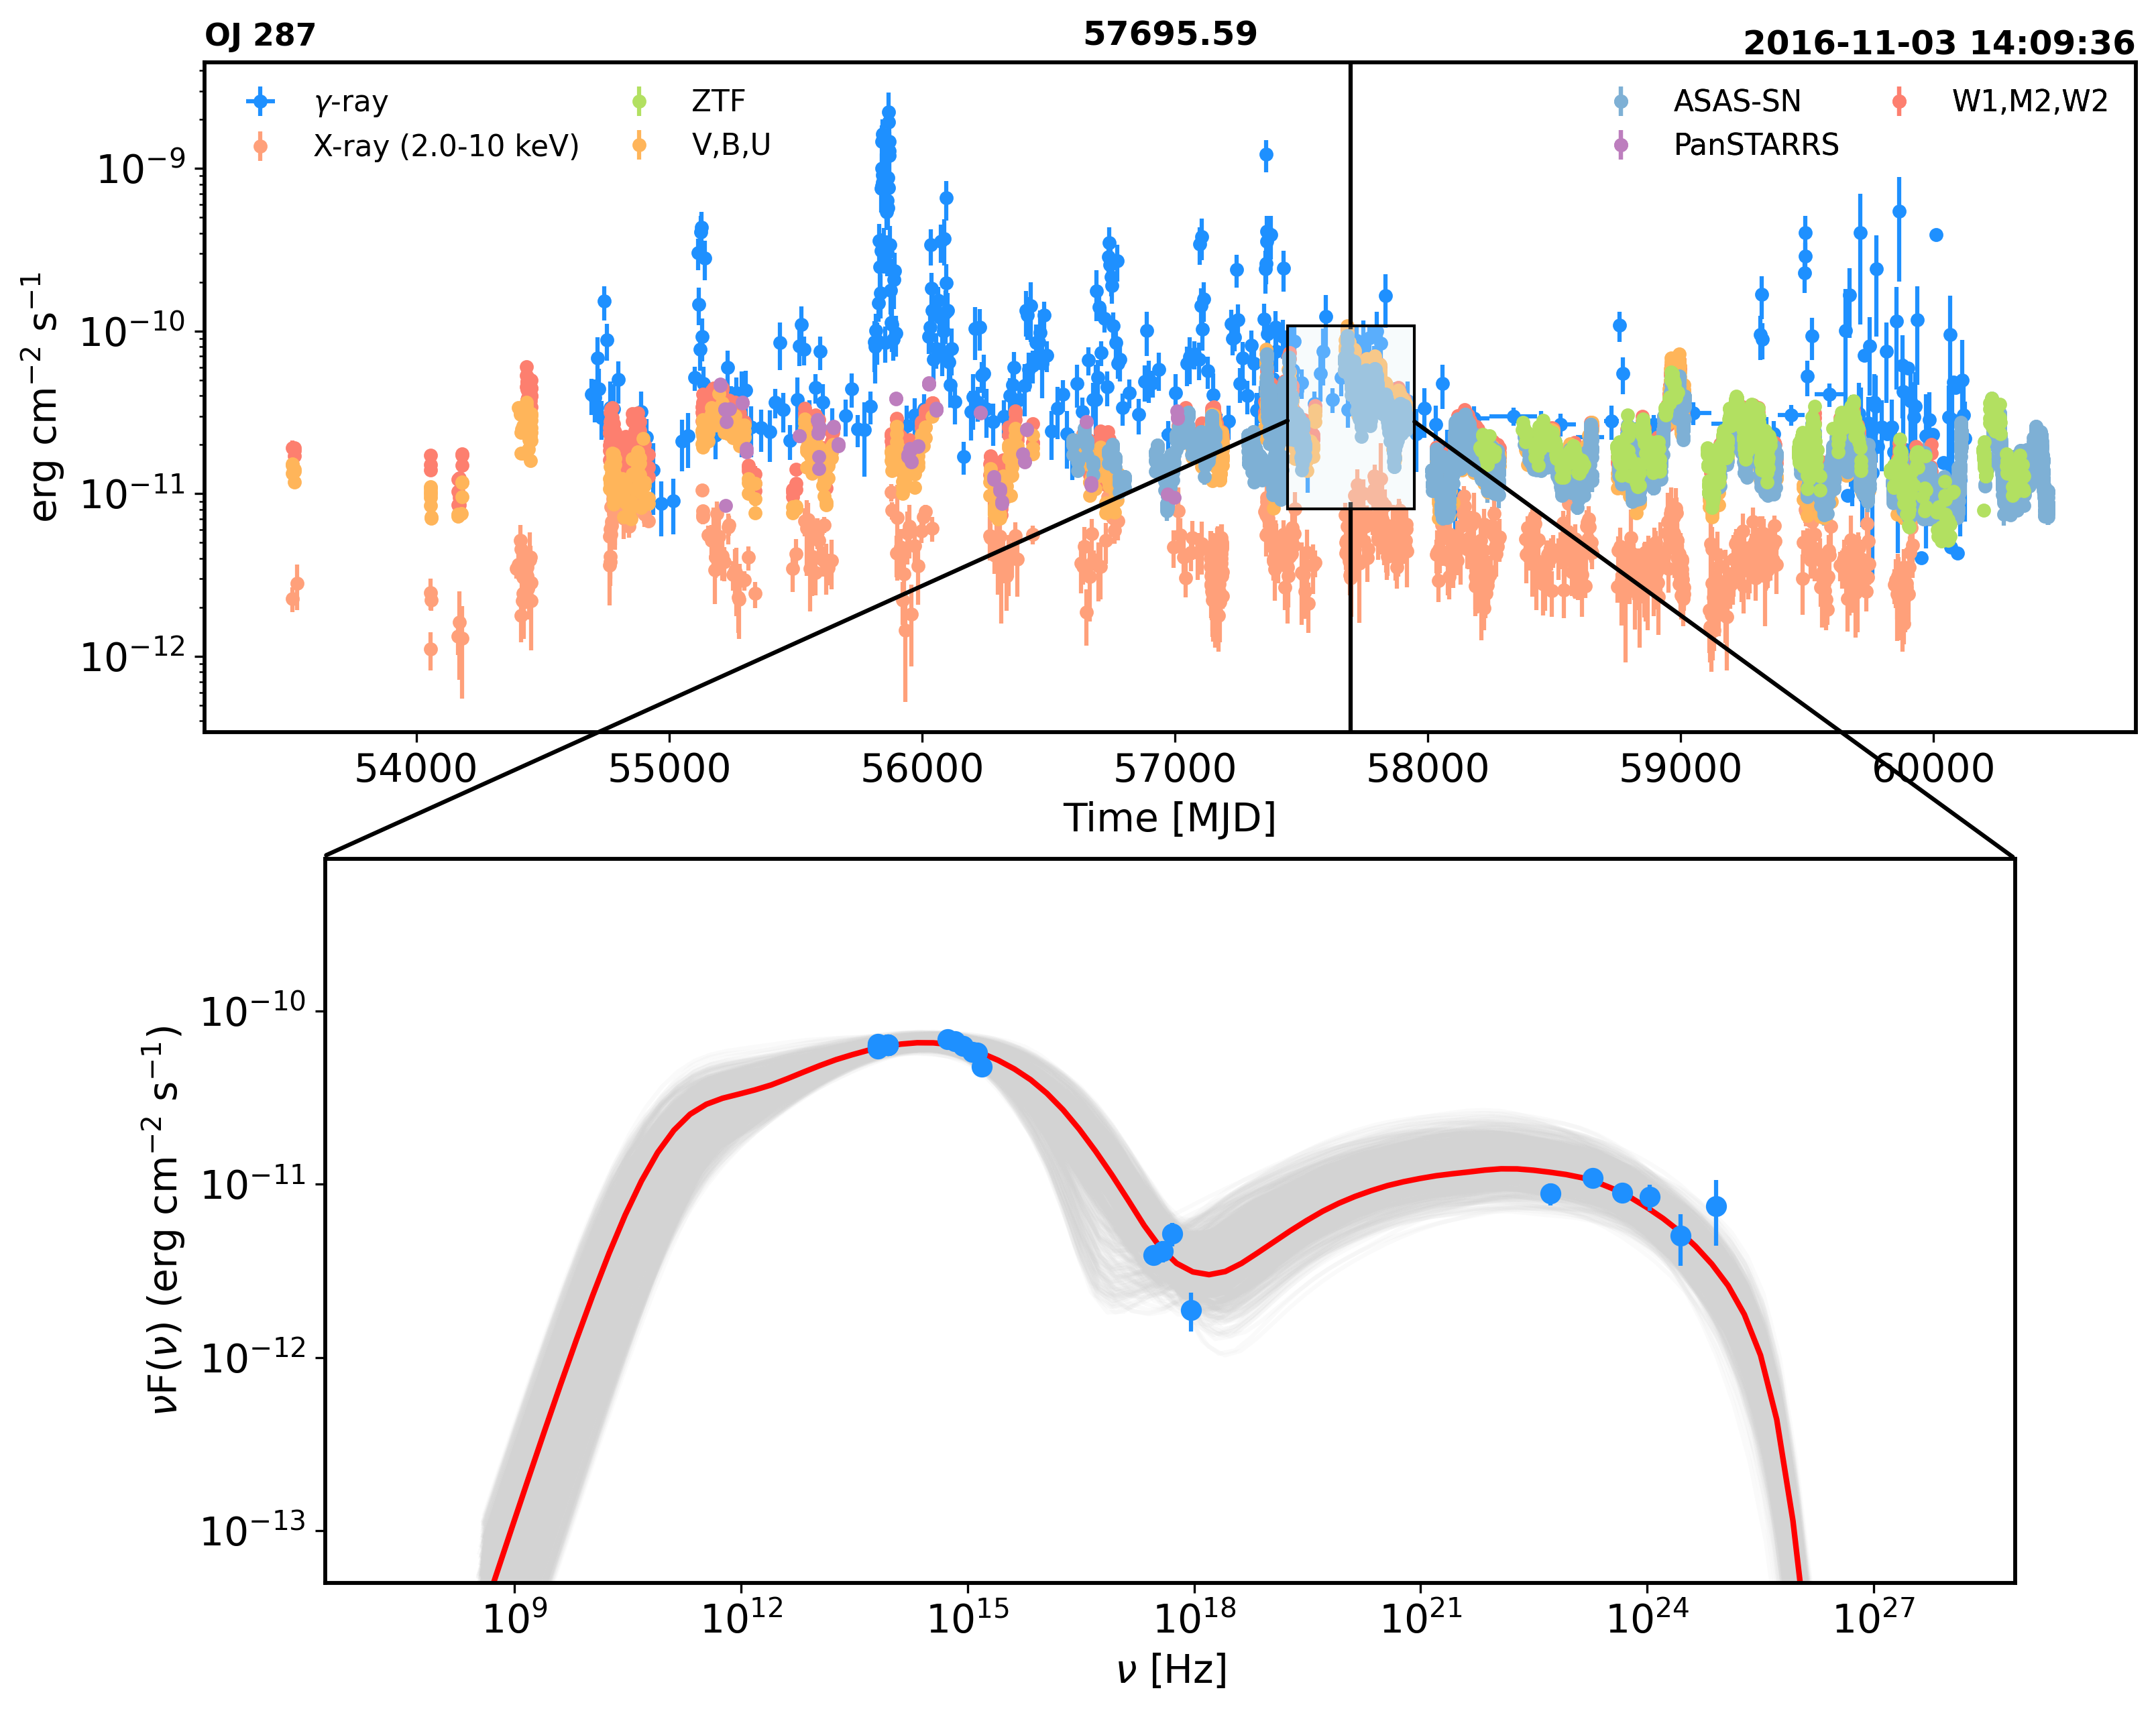 OJ 287 57695.59 2016-11-03 14:09:36
γ-ray ZTF ASAS-SN W1,M2,W2
X-ray (2.0-10 keV) V,B,U PanSTARRS
10⁻⁹
10⁻¹⁰
10⁻¹¹
10⁻¹²
erg cm⁻² s⁻¹
54000 55000 56000 57000 58000 59000 60000
Time [MJD]
10⁻¹⁰
10⁻¹¹
10⁻¹²
10⁻¹³
νF(ν) (erg cm⁻² s⁻¹)
10⁹ 10¹² 10¹⁵ 10¹⁸ 10²¹ 10²⁴ 10²⁷
ν [Hz]